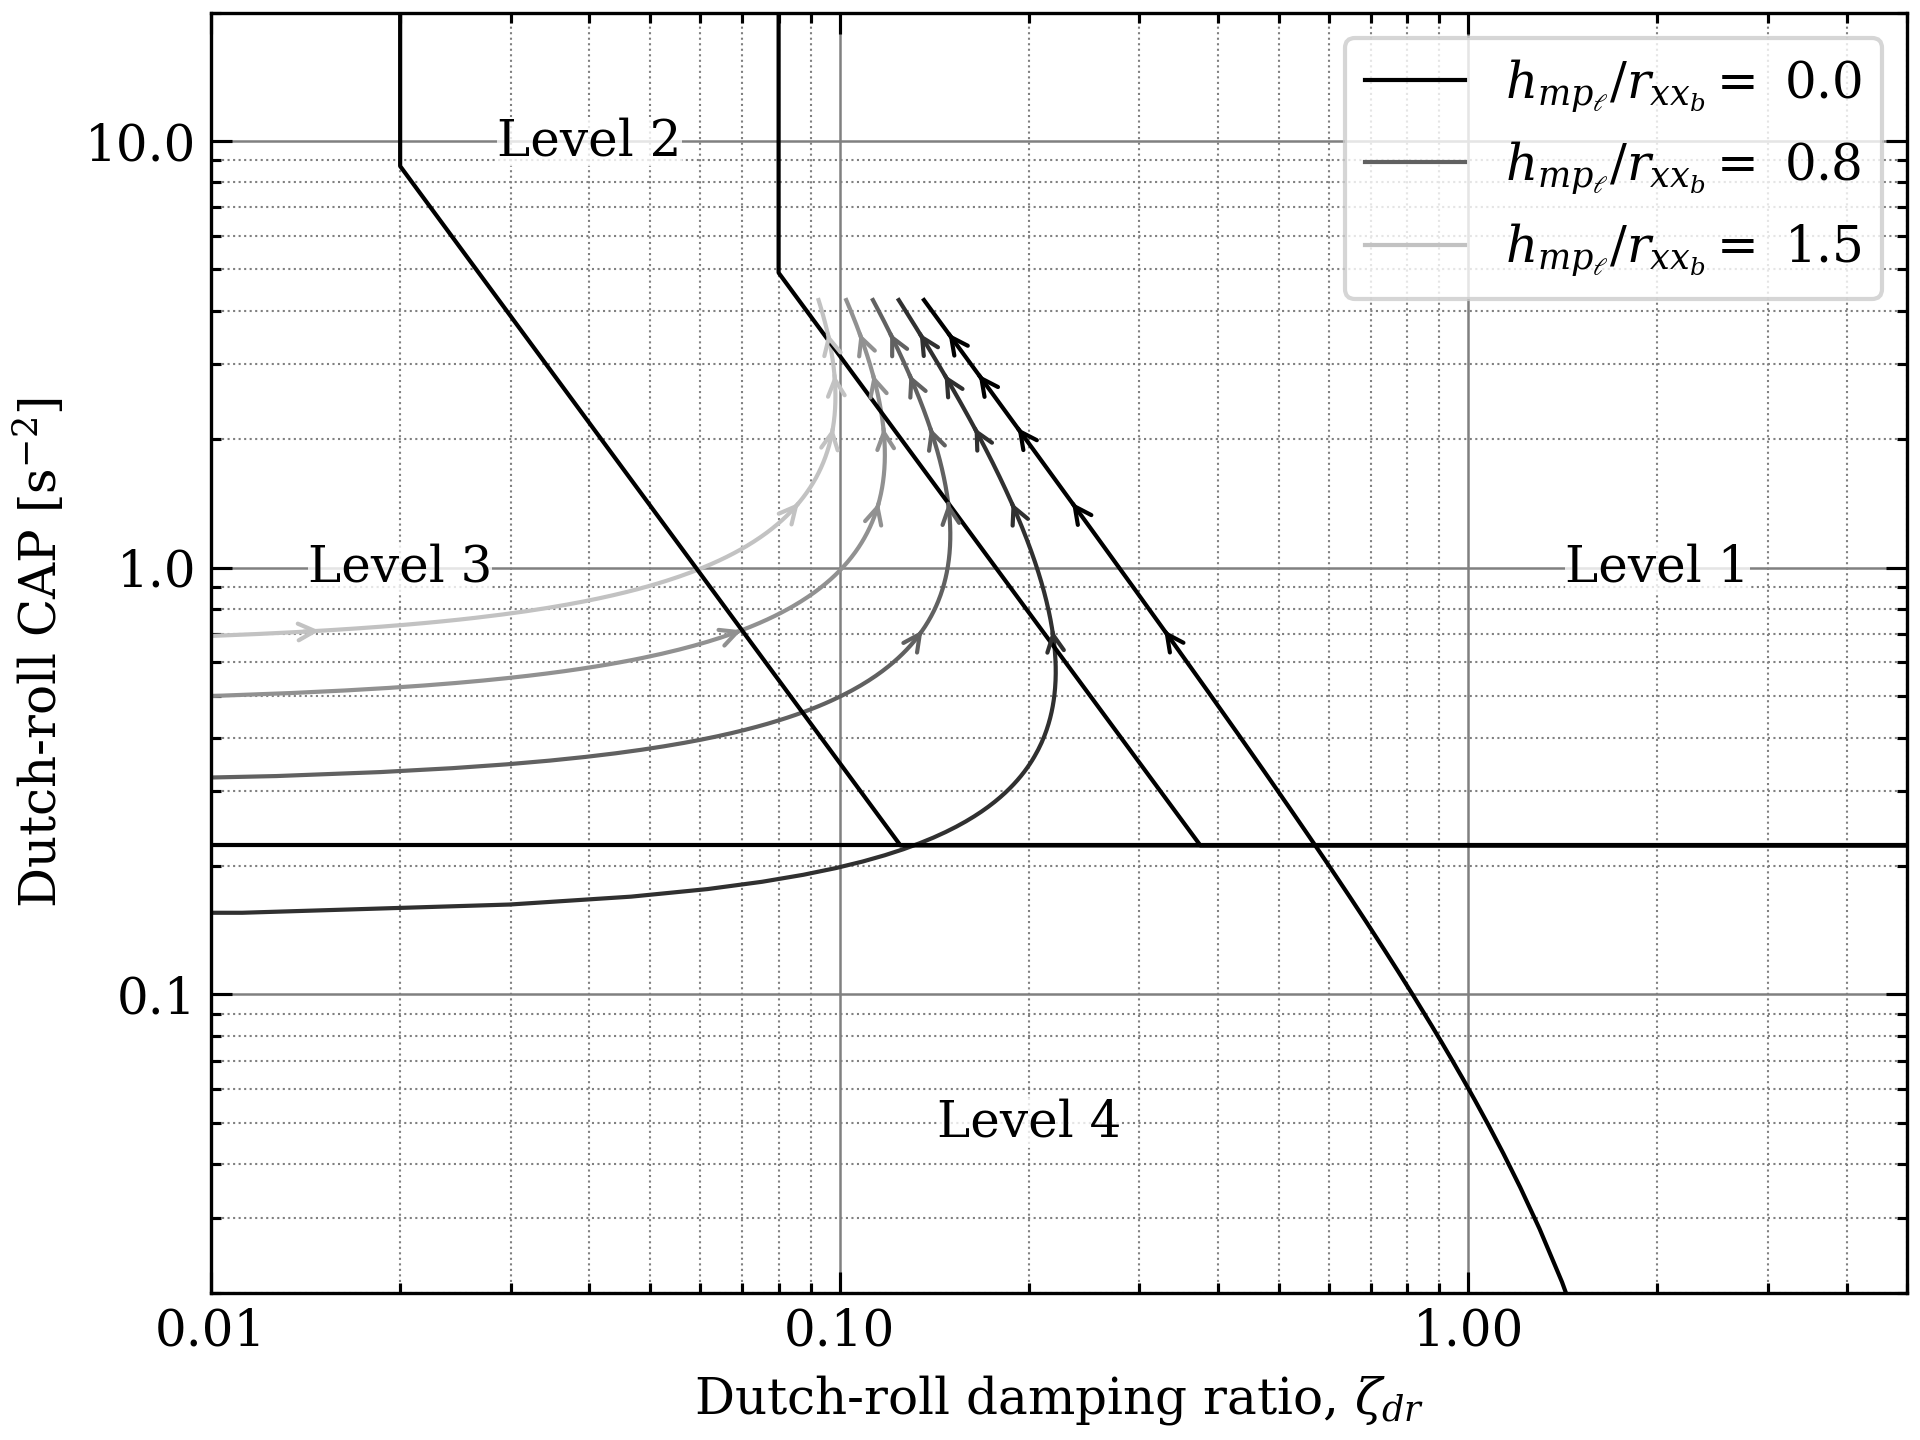 h_{mp_ℓ}/r_{xx_b} = 0.0
h_{mp_ℓ}/r_{xx_b} = 0.8
h_{mp_ℓ}/r_{xx_b} = 1.5
Level 2
Level 3
Level 1
Level 4
10.0
1.0
0.1
Dutch-roll CAP [s⁻²]
0.01
0.10
1.00
Dutch-roll damping ratio, ζ_{dr}